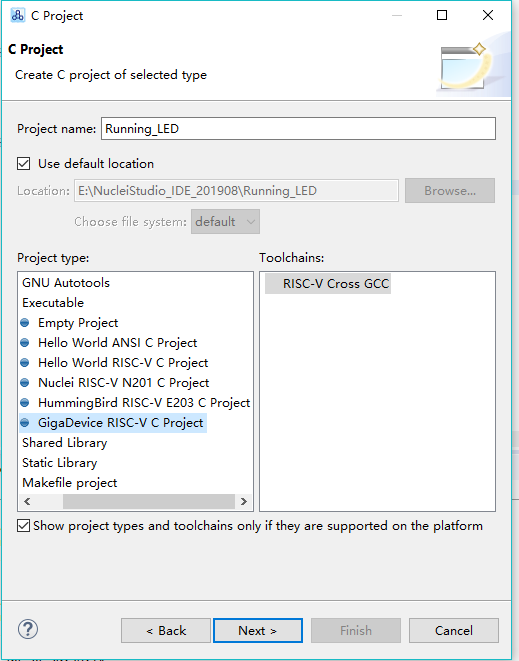 C Project
C Project
Create C project of selected type
Project name: Running_LED
Use default location
Location: E:\NucleiStudio_IDE_201908\Running_LED Browse...
Choose file system: default
Project type: Toolchains:
GNU Autotools RISC-V Cross GCC
Executable
Empty Project
Hello World ANSI C Project
Hello World RISC-V C Project
Nuclei RISC-V N201 C Project
HummingBird RISC-V E203 C Project
GigaDevice RISC-V C Project
Shared Library
Static Library
Makefile project
Show project types and toolchains only if they are supported on the platform
? < Back Next > Finish Cancel